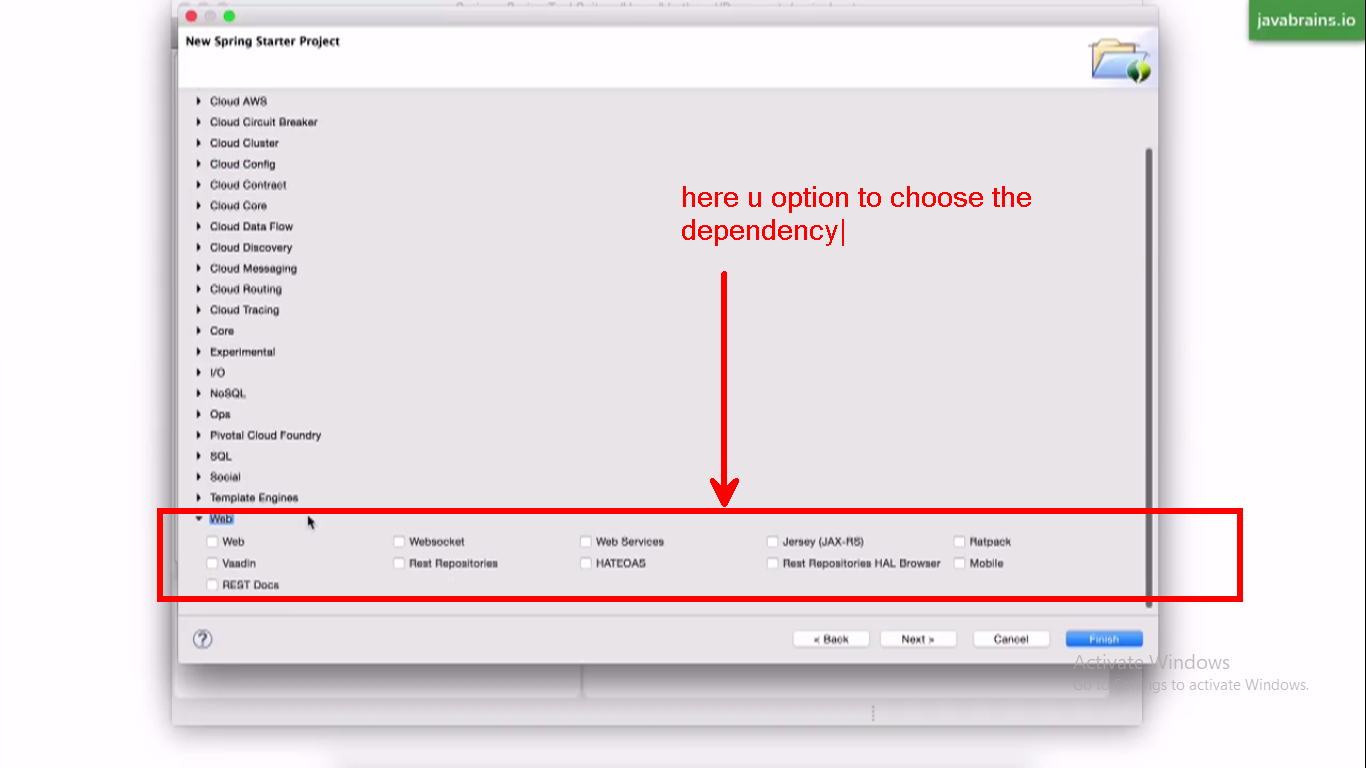 javabrains.io
New Spring Starter Project
Cloud AWS
Cloud Circuit Breaker
Cloud Cluster
Cloud Config
Cloud Contract
Cloud Core
Cloud Data Flow
Cloud Discovery
Cloud Messaging
Cloud Routing
Cloud Tracing
Core
Experimental
I/O
NoSQL
Ops
Pivotal Cloud Foundry
SQL
Social
Template Engines
here u option to choose the
dependency
Web
Web Websocket Web Services Jersey (JAX-RS) Ratpack
Vaadin Rest Repositories HATEOAS Rest Repositories HAL Browser Mobile
REST Docs
? < Back Next > Cancel Finish
Activate Windows
Go to Settings to activate Windows.